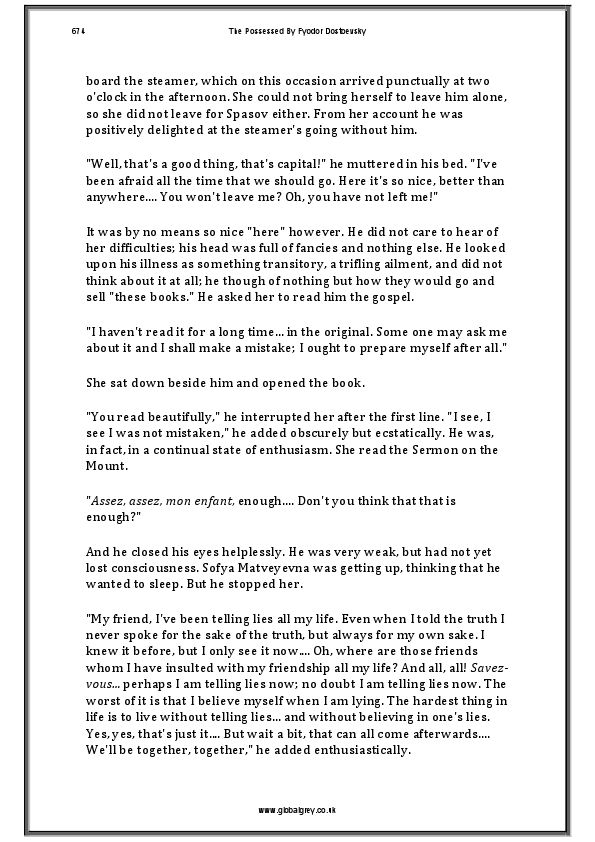 674
The Possessed By Fyodor Dostoevsky
board the steamer, which on this occasion arrived punctually at two
o'clock in the afternoon. She could not bring herself to leave him alone,
so she did not leave for Spasov either. From her account he was
positively delighted at the steamer's going without him.
"Well, that's a good thing, that's capital!" he muttered in his bed. "I've
been afraid all the time that we should go. Here it's so nice, better than
anywhere.... You won't leave me? Oh, you have not left me!"
It was by no means so nice "here" however. He did not care to hear of
her difficulties; his head was full of fancies and nothing else. He looked
upon his illness as something transitory, a trifling ailment, and did not
think about it at all; he though of nothing but how they would go and
sell "these books." He asked her to read him the gospel.
"I haven't read it for a long time... in the original. Some one may ask me
about it and I shall make a mistake; I ought to prepare myself after all."
She sat down beside him and opened the book.
"You read beautifully," he interrupted her after the first line. "I see, I
see I was not mistaken," he added obscurely but ecstatically. He was,
in fact, in a continual state of enthusiasm. She read the Sermon on the
Mount.
"Assez, assez, mon enfant, enough.... Don't you think that that is
enough?"
And he closed his eyes helplessly. He was very weak, but had not yet
lost consciousness. Sofya Matveyevna was getting up, thinking that he
wanted to sleep. But he stopped her.
"My friend, I've been telling lies all my life. Even when I told the truth I
never spoke for the sake of the truth, but always for my own sake. I
knew it before, but I only see it now.... Oh, where are those friends
whom I have insulted with my friendship all my life? And all, all! Savez-
vous... perhaps I am telling lies now; no doubt I am telling lies now. The
worst of it is that I believe myself when I am lying. The hardest thing in
life is to live without telling lies... and without believing in one's lies.
Yes, yes, that's just it.... But wait a bit, that can all come afterwards....
We'll be together, together," he added enthusiastically.
www.globalgrey.co.uk